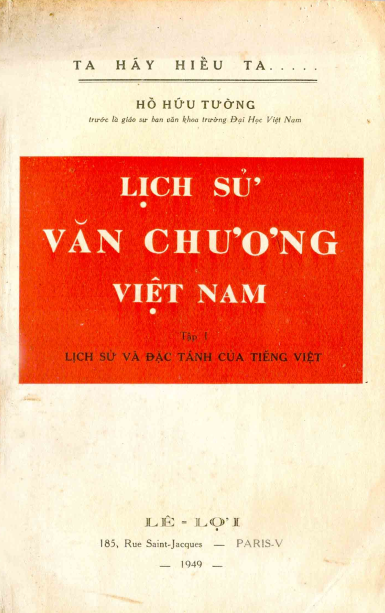 TA HÃY HIỀU TA.....
HỒ HỨU TƯỜNG
trước là giáo sư ban văn khoa trường Đại Học Việt Nam
LỊCH SỬ
VĂN CHƯƠNG
VIỆT NAM
Tập I
LỊCH SỬ VÀ ĐẶC TÁNH CỦA TIẾNG VIỆT
LÊ - LỢI
185, Rue Saint-Jacques — PARIS-V
— 1949 —